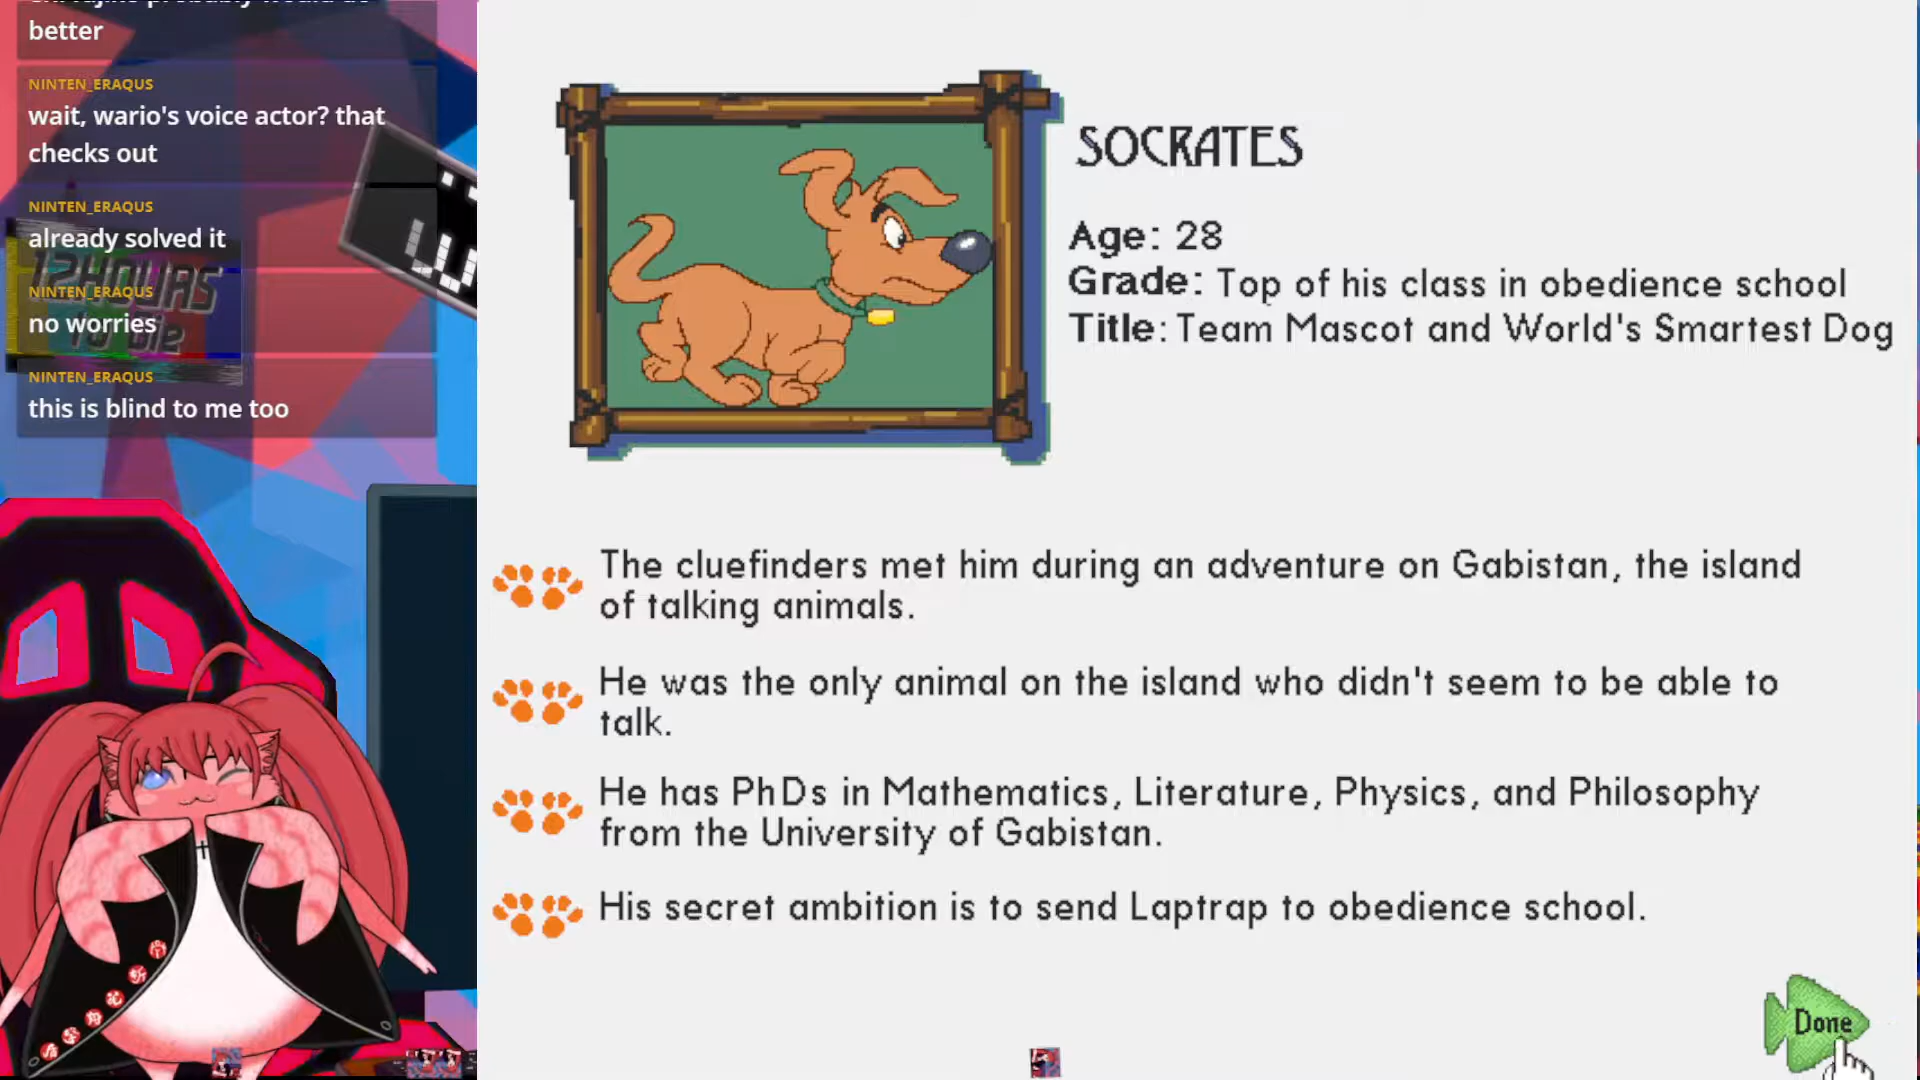 better
NINTEN_ERAQUS
wait, wario's voice actor? that
checks out
NINTEN_ERAQUS
already solved it
12HOURS
to Die
NINTEN_ERAQUS
no worries
NINTEN_ERAQUS
this is blind to me too
SOCRATES
Age: 28
Grade: Top of his class in obedience school
Title: Team Mascot and World's Smartest Dog
The cluefinders met him during an adventure on Gabistan, the island
of talking animals.
He was the only animal on the island who didn't seem to be able to
talk.
He has PhDs in Mathematics, Literature, Physics, and Philosophy
from the University of Gabistan.
His secret ambition is to send Laptrap to obedience school.
Done